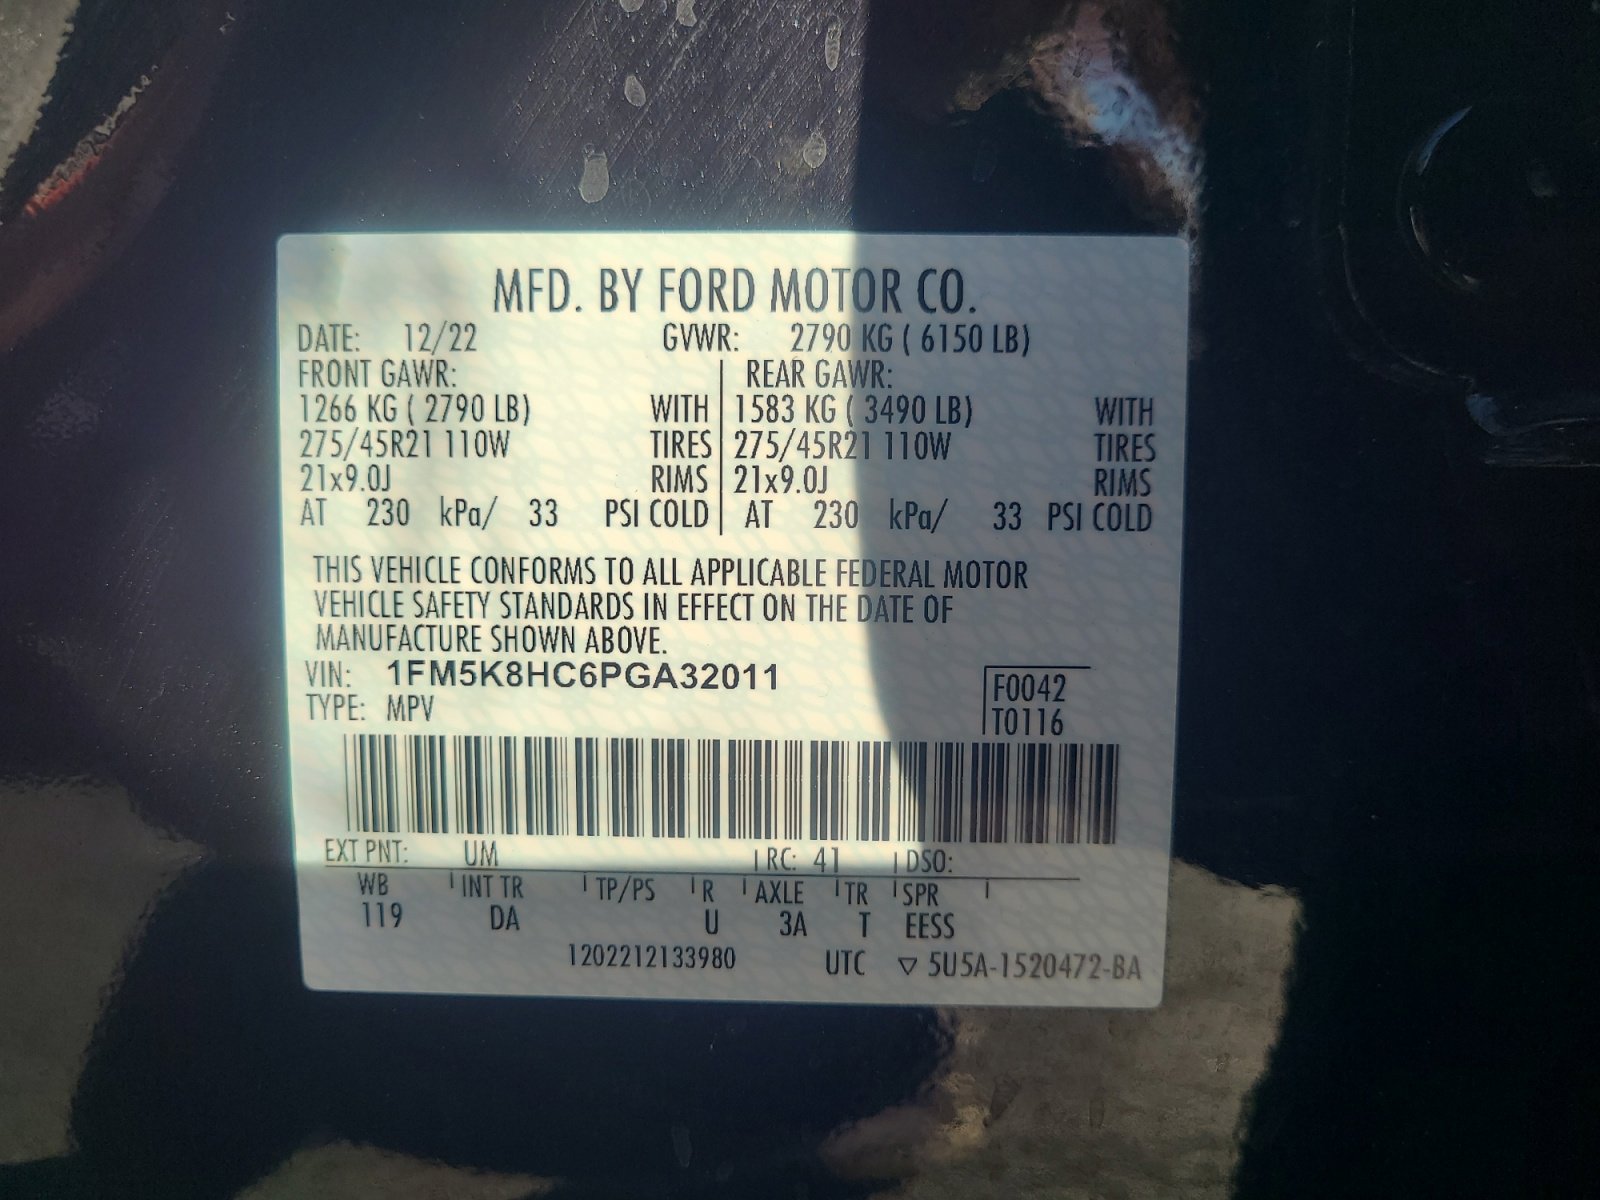 MFD. BY FORD MOTOR CO.
DATE: 12/22 GVWR: 2790 KG ( 6150 LB)
FRONT GAWR: REAR GAWR:
1266 KG ( 2790 LB) WITH 1583 KG ( 3490 LB) WITH
275/45R21 110W TIRES 275/45R21 110W TIRES
21x9.0J RIMS 21x9.0J RIMS
AT 230 kPa/ 33 PSI COLD AT 230 kPa/ 33 PSI COLD
THIS VEHICLE CONFORMS TO ALL APPLICABLE FEDERAL MOTOR
VEHICLE SAFETY STANDARDS IN EFFECT ON THE DATE OF
MANUFACTURE SHOWN ABOVE.
VIN: 1FM5K8HC6PGA32011
F0042
TYPE: MPV
T0116
EXT PNT: UM RC: 41 DSO:
WB INT TR TP/PS R AXLE TR SPR
119 DA U 3A T EESS
1202212133980 UTC ▽ 5U5A-1520472-BA